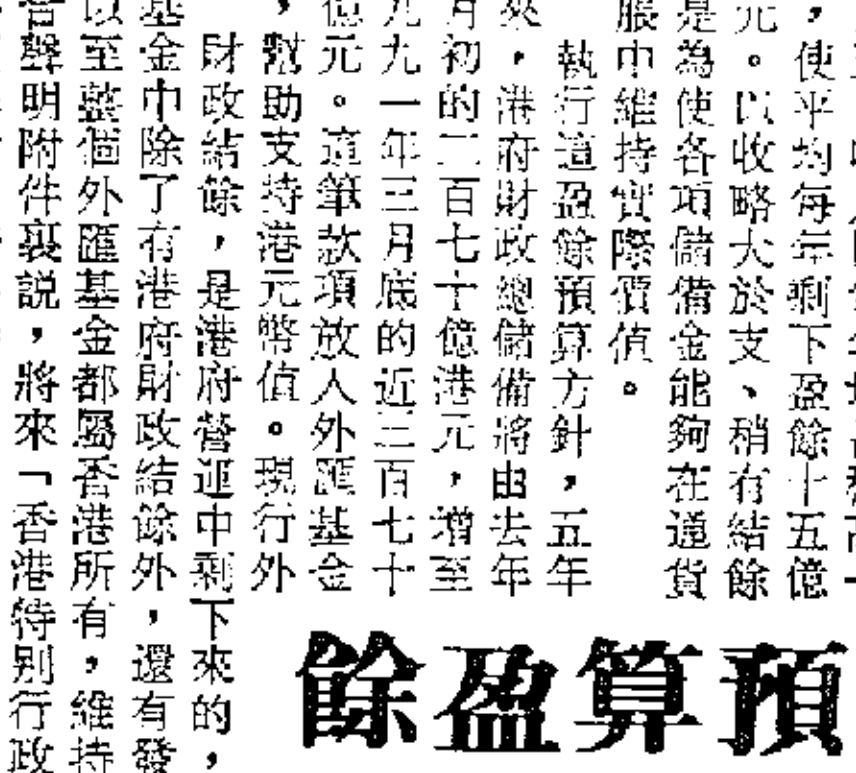 預算盈餘
，使平均每年剩下盈餘十五億
元。以收略大於支、稍有結餘
是為使各項儲備金能夠在通貨
脹中維持實際價值。
執行這盈餘預算方針，五年
來，港府財政總儲備將由去年
月初的二百七十億港元，增至
九九一年三月底的近三百七十
億元。這筆款項放人外匯基金
，幫助支持港元幣值。現行外
財政結餘，是港府營運中剩下來的，
基金中除了有港府財政結餘外，還有發
以至整個外匯基金都屬香港所有，維持
合聲明附件裏説，將來「香港特别行政